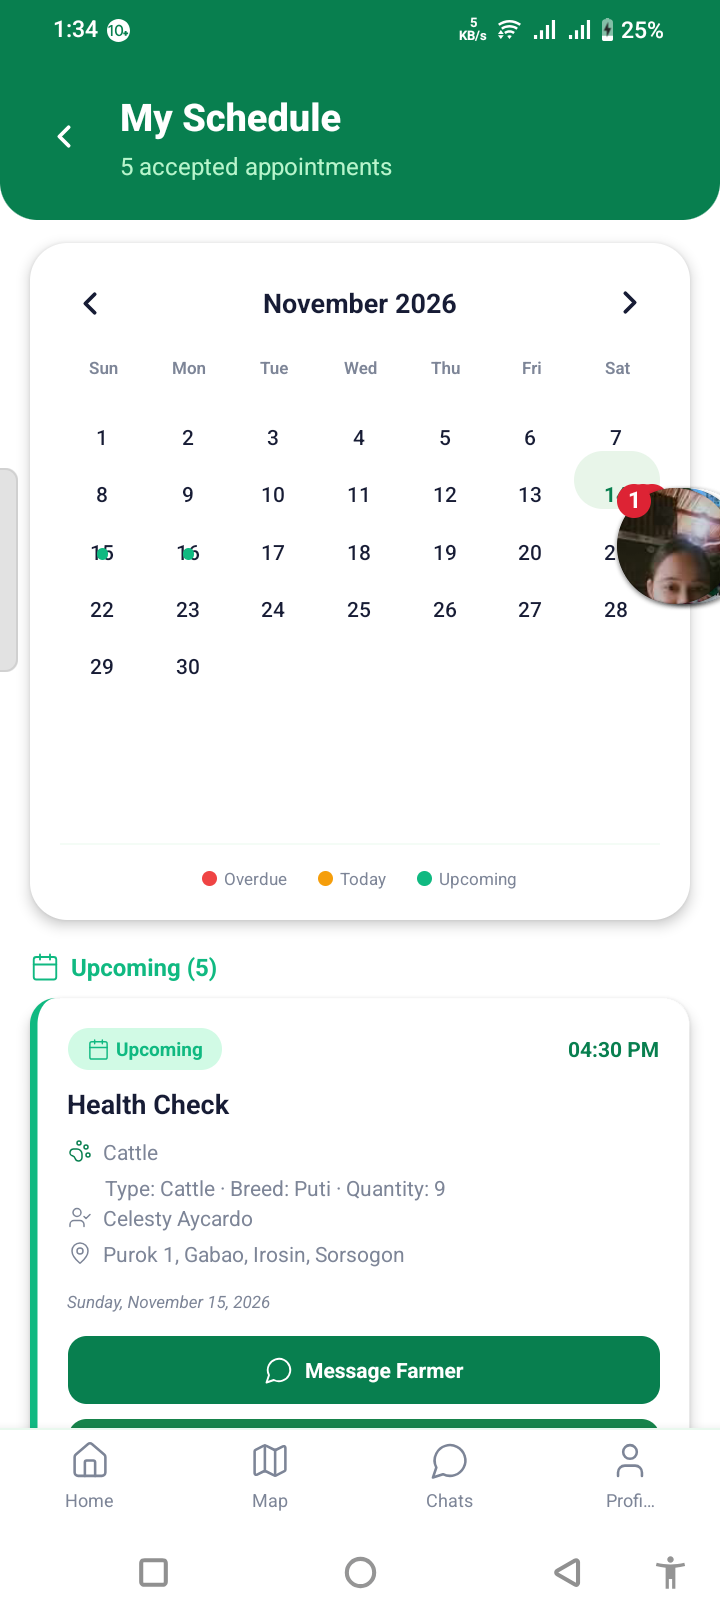 1:34 10 5 KB/s 25%
My Schedule
5 accepted appointments
November 2026
Sun Mon Tue Wed Thu Fri Sat
1 2 3 4 5 6 7
8 9 10 11 12 13
1
15 16 17 18 19 20
22 23 24 25 26 27 28
29 30
Overdue Today Upcoming
Upcoming (5)
Upcoming 04:30 PM
Health Check
Cattle
Type: Cattle · Breed: Puti · Quantity: 9
Celesty Aycardo
Purok 1, Gabao, Irosin, Sorsogon
Sunday, November 15, 2026
Message Farmer
Home Map Chats Profi...